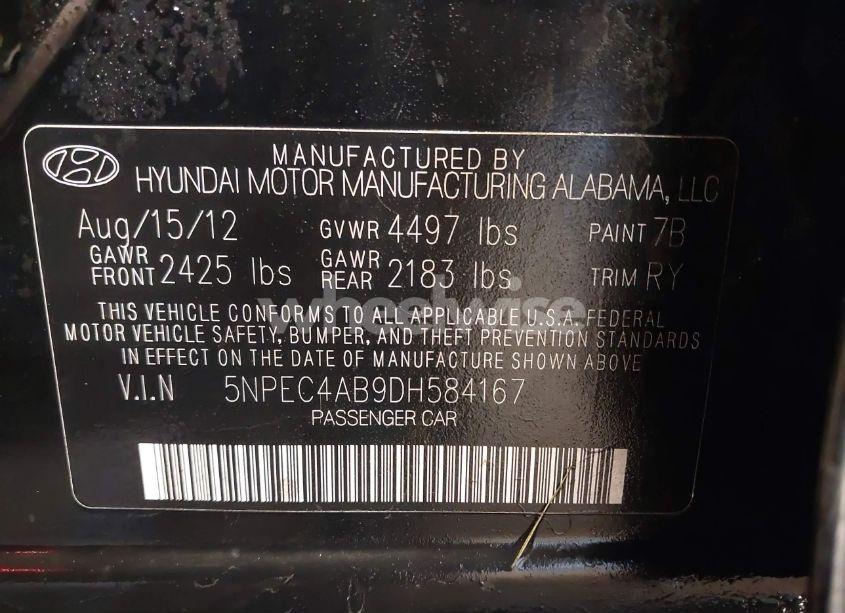 MANUFACTURED BY
HYUNDAI MOTOR MANUFACTURING ALABAMA, LLC
Aug/15/12 GVWR 4497 lbs PAINT 7B
GAWR FRONT 2425 lbs GAWR REAR 2183 lbs TRIM RY
wheelwise
THIS VEHICLE CONFORMS TO ALL APPLICABLE U.S.A. FEDERAL
MOTOR VEHICLE SAFETY, BUMPER, AND THEFT PREVENTION STANDARDS
IN EFFECT ON THE DATE OF MANUFACTURE SHOWN ABOVE
V.I.N 5NPEC4AB9DH584167
PASSENGER CAR